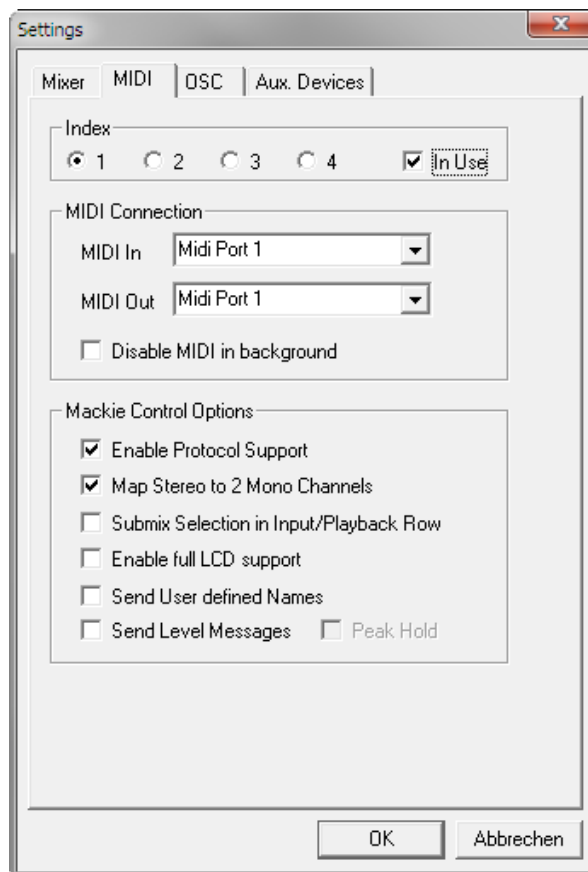 Settings
Mixer MIDI OSC Aux. Devices
Index
1 2 3 4 In Use
MIDI Connection
MIDI In Midi Port 1
MIDI Out Midi Port 1
Disable MIDI in background
Mackie Control Options
Enable Protocol Support
Map Stereo to 2 Mono Channels
Submix Selection in Input/Playback Row
Enable full LCD support
Send User defined Names
Send Level Messages Peak Hold
OK Abbrechen